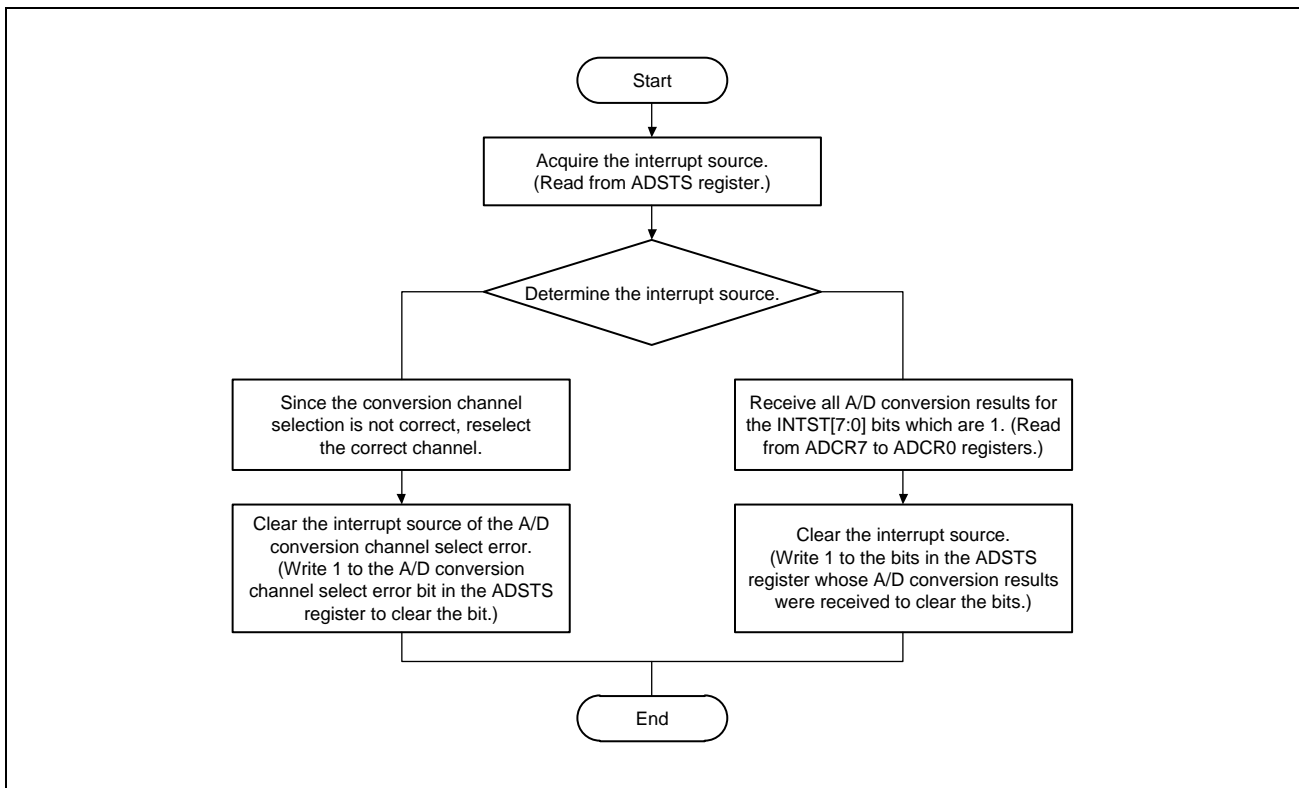 Start
Acquire the interrupt source.
(Read from ADSTS register.)
Determine the interrupt source.
Since the conversion channel
selection is not correct, reselect
the correct channel.
Receive all A/D conversion results for
the INTST[7:0] bits which are 1. (Read
from ADCR7 to ADCR0 registers.)
Clear the interrupt source of the A/D
conversion channel select error.
(Write 1 to the A/D conversion
channel select error bit in the ADSTS
register to clear the bit.)
Clear the interrupt source.
(Write 1 to the bits in the ADSTS
register whose A/D conversion results
were received to clear the bits.)
End